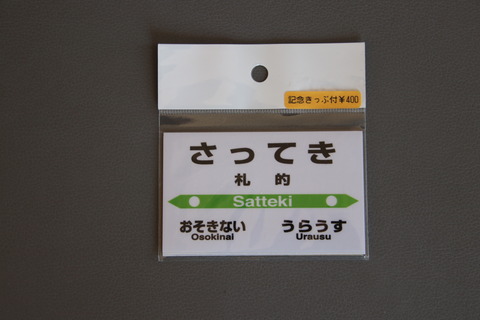 記念きっぷ付￥400
さってき
札 的
Satteki
おそきない うらうす
Osokinai Urausu